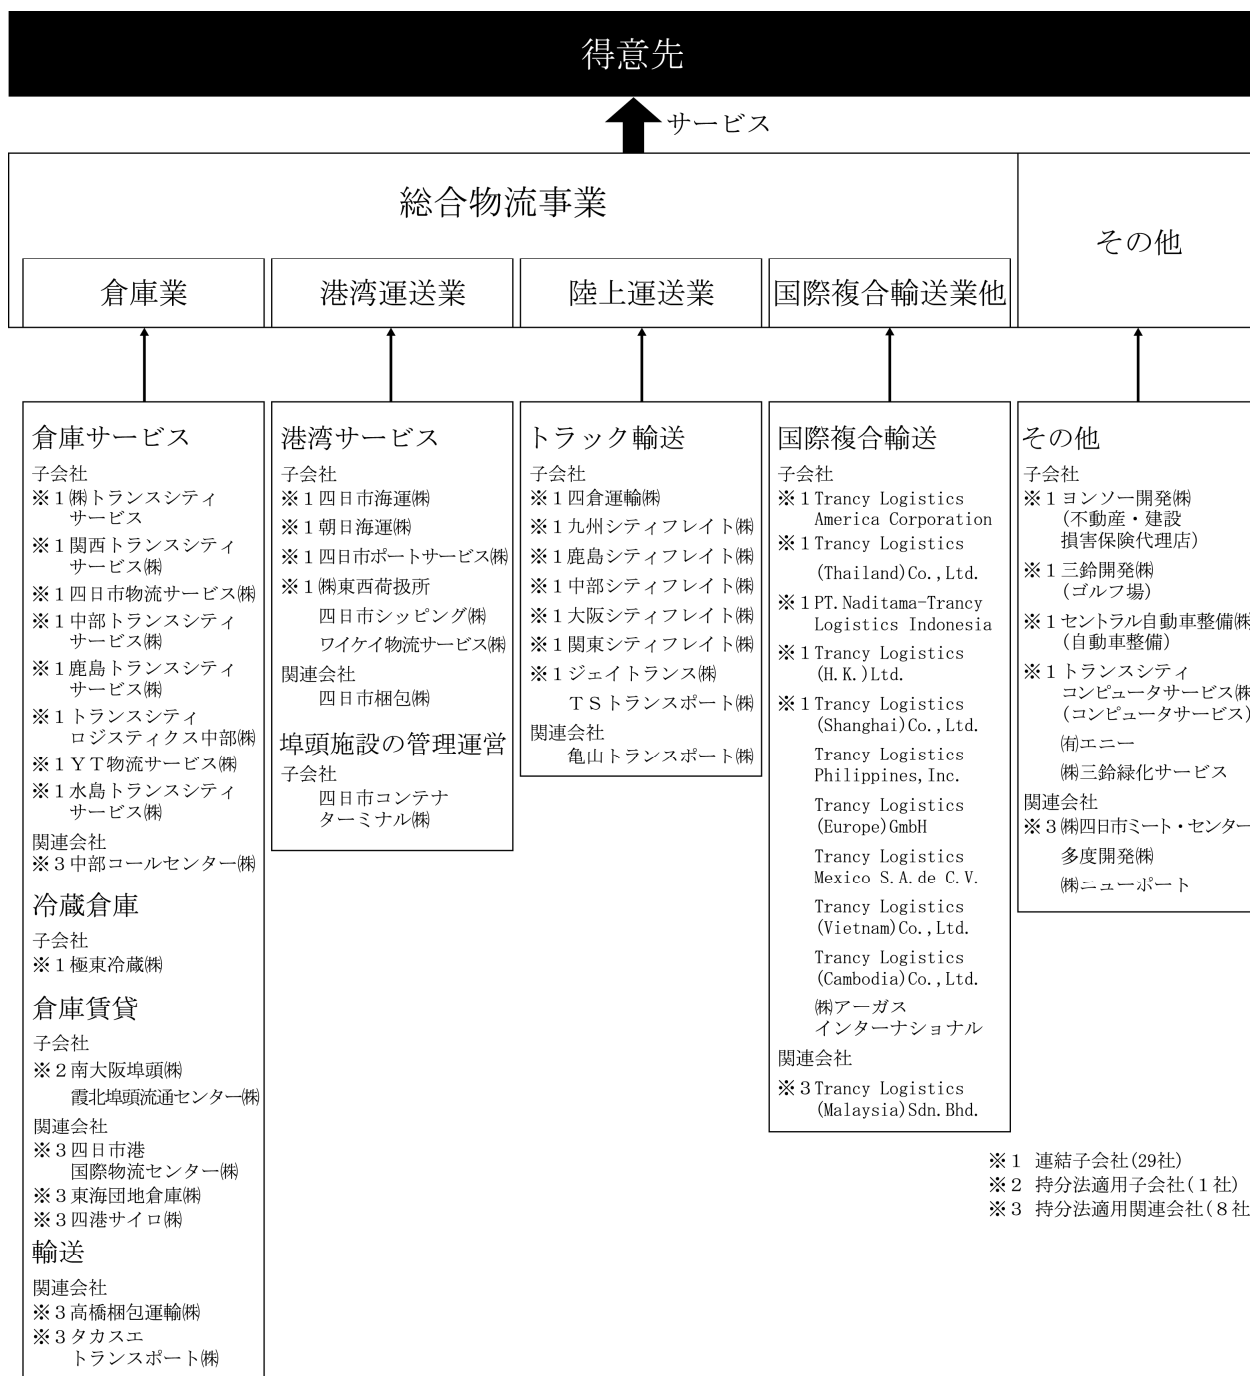 得意先
サービス
総合物流事業
その他
倉庫業
港湾運送業
陸上運送業
国際複合輸送業他
倉庫サービス
子会社
※1㈱トランスシティ
サービス
※1関西トランスシティ
サービス㈱
※1四日市物流サービス㈱
※1中部トランスシティ
サービス㈱
※1鹿島トランスシティ
サービス㈱
※1トランスシティ
ロジスティクス中部㈱
※1YT物流サービス㈱
※1水島トランスシティ
サービス㈱
関連会社
※3中部コールセンター㈱
冷蔵倉庫
子会社
※1極東冷蔵㈱
倉庫賃貸
子会社
※2南大阪埠頭㈱
霞北埠頭流通センター㈱
関連会社
※3四日市港
国際物流センター㈱
※3東海団地倉庫㈱
※3四港サイロ㈱
輸送
関連会社
※3高橋梱包運輸㈱
※3タカスエ
トランスポート㈱
港湾サービス
子会社
※1四日市海運㈱
※1朝日海運㈱
※1四日市ポートサービス㈱
※1㈱東西荷扱所
四日市シッピング㈱
ワイケイ物流サービス㈱
関連会社
四日市梱包㈱
埠頭施設の管理運営
子会社
四日市コンテナ
ターミナル㈱
トラック輸送
子会社
※1四倉運輸㈱
※1九州シティフレイト㈱
※1鹿島シティフレイト㈱
※1中部シティフレイト㈱
※1大阪シティフレイト㈱
※1関東シティフレイト㈱
※1ジェイトランス㈱
TSトランスポート㈱
関連会社
亀山トランスポート㈱
国際複合輸送
子会社
※1Trancy Logistics
America Corporation
※1Trancy Logistics
(Thailand)Co.,Ltd.
※1PT.Naditama-Trancy
Logistics Indonesia
※1Trancy Logistics
(H.K.)Ltd.
※1Trancy Logistics
(Shanghai)Co.,Ltd.
Trancy Logistics
Philippines,Inc.
Trancy Logistics
(Europe)GmbH
Trancy Logistics
Mexico S.A.de C.V.
Trancy Logistics
(Vietnam)Co.,Ltd.
Trancy Logistics
(Cambodia)Co.,Ltd.
㈱アーガス
インターナショナル
関連会社
※3Trancy Logistics
(Malaysia)Sdn.Bhd.
その他
子会社
※1ヨンソー開発㈱
(不動産・建設
損害保険代理店)
※1三鈴開発㈱
(ゴルフ場)
※1セントラル自動車整備㈱
(自動車整備)
※1トランスシティ
コンピュータサービス㈱
(コンピュータサービス)
㈲エニー
㈱三鈴緑化サービス
関連会社
※3㈱四日市ミート・センター
多度開発㈱
㈱ニューポート
※1 連結子会社(29社)
※2 持分法適用子会社(1社)
※3 持分法適用関連会社(8社